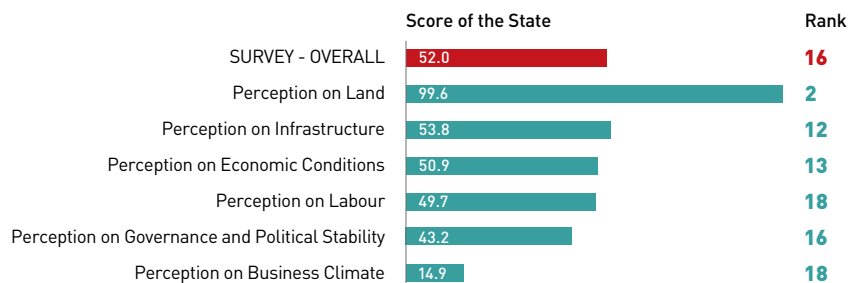 Score of the State Rank
SURVEY - OVERALL 52.0 16
Perception on Land 99.6 2
Perception on Infrastructure 53.8 12
Perception on Economic Conditions 50.9 13
Perception on Labour 49.7 18
Perception on Governance and Political Stability 43.2 16
Perception on Business Climate 14.9 18